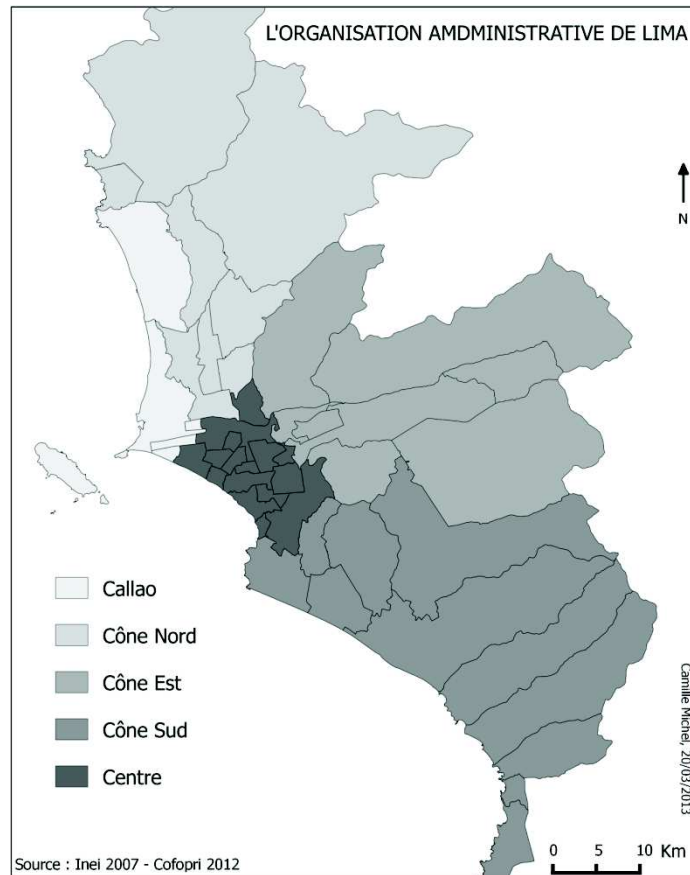 L'ORGANISATION AMDMINISTRATIVE DE LIMA
N
Callao
Cône Nord
Cône Est
Cône Sud
Centre
Camille Michel, 20/03/2013
Source : Inei 2007 - Cofopri 2012
0 5 10 Km